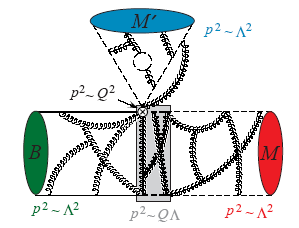 M′
p² ~ Λ²
p² ~ Q²
B
M
p² ~ Λ²
p² ~ QΛ
p² ~ Λ²